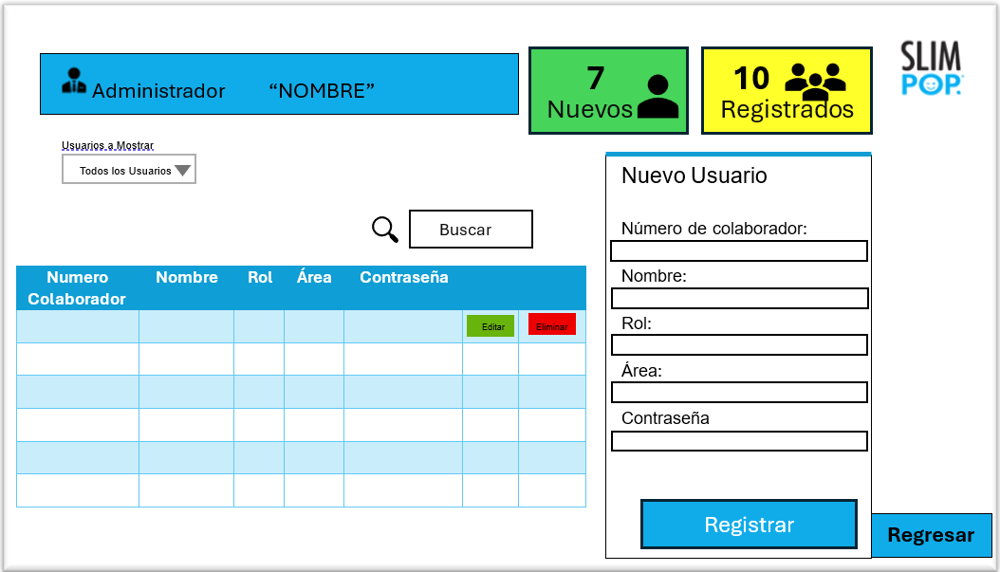 Administrador “NOMBRE”
7
Nuevos
10
Registrados
SLIM
POP.
Usuarios a Mostrar
Todos los Usuarios
Buscar
Numero Colaborador Nombre Rol Área Contraseña
Editar Eliminar
Nuevo Usuario
Número de colaborador:
Nombre:
Rol:
Área:
Contraseña
Registrar
Regresar